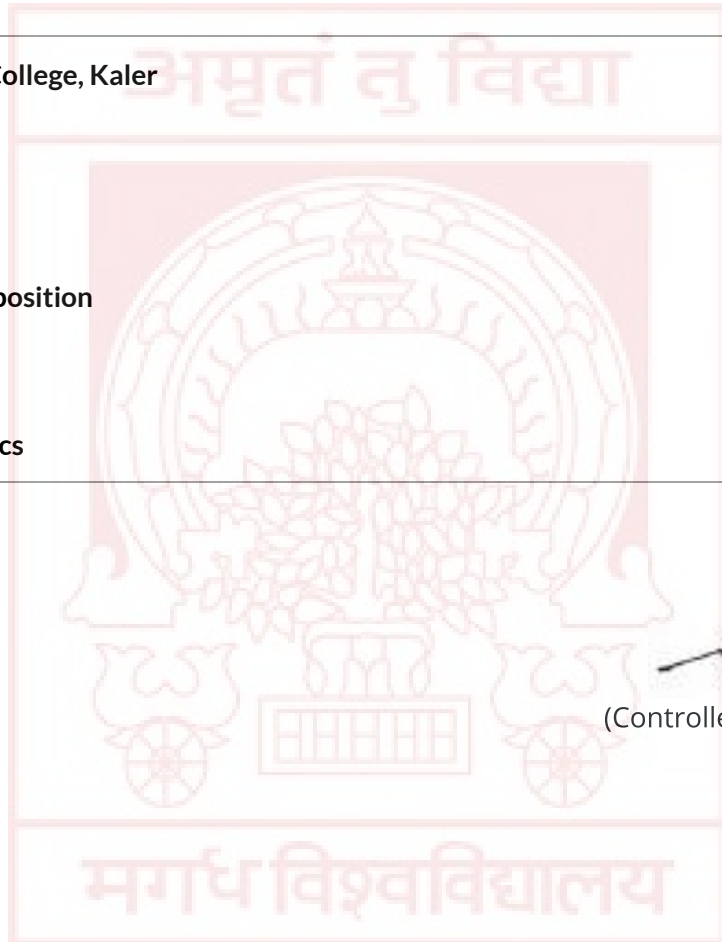 अमृतं तु विद्या
College, Kaler
position
cs
(Controlle
मगध विश्वविद्यालय